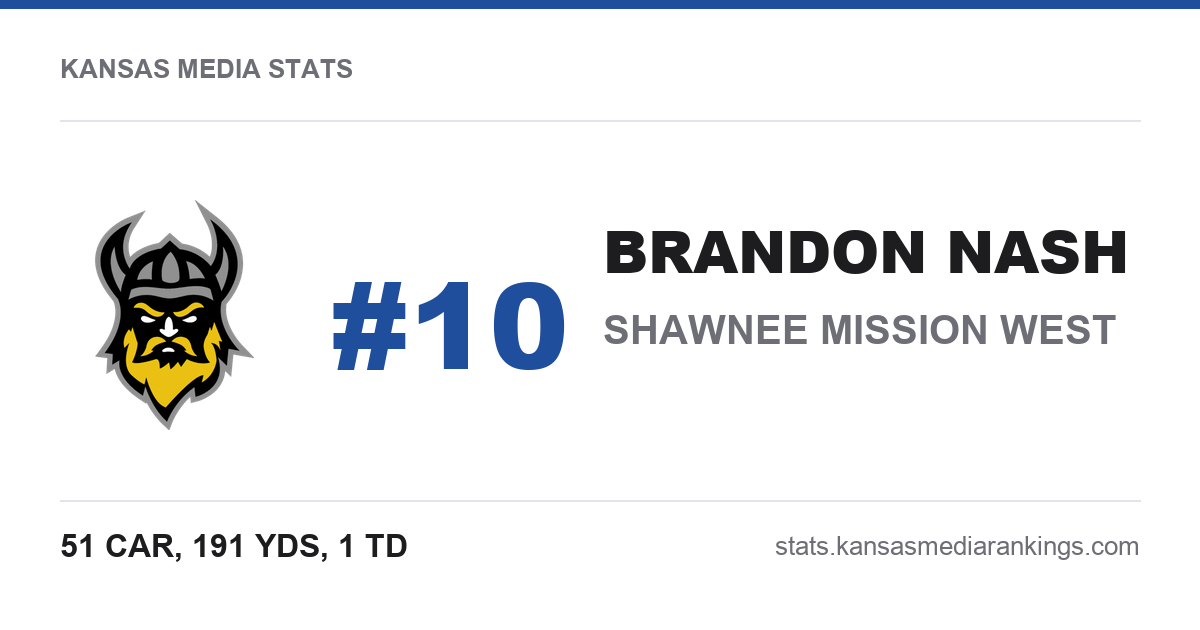 KANSAS MEDIA STATS
#10
BRANDON NASH
SHAWNEE MISSION WEST
51 CAR, 191 YDS, 1 TD
stats.kansasmediarankings.com